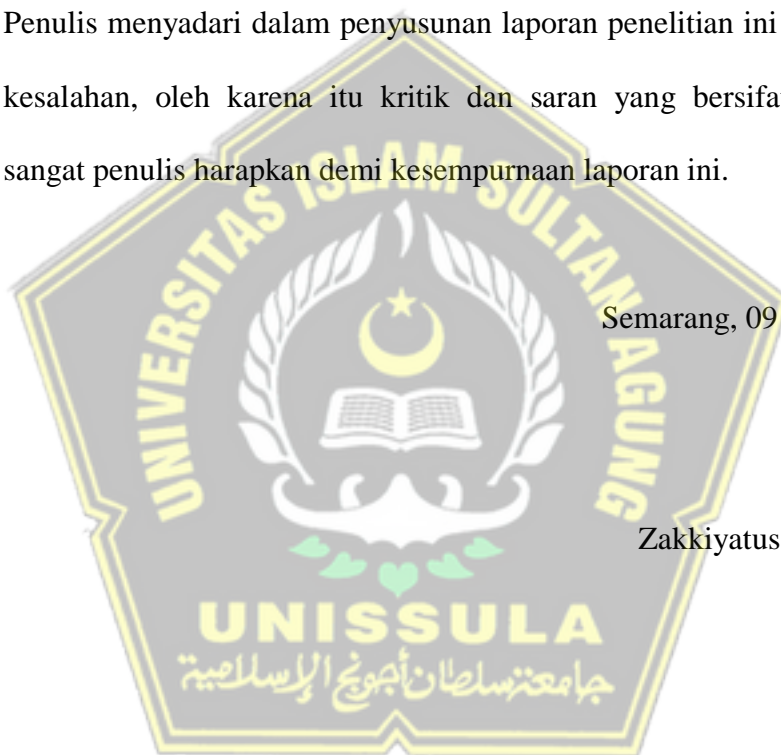 Penulis menyadari dalam penyusunan laporan penelitian ini
kesalahan, oleh karena itu kritik dan saran yang bersifa
sangat penulis harapkan demi kesempurnaan laporan ini.
UNIVERSITAS ISLAM SULTAN AGUNG
Semarang, 09
Zakkiyatus
UNISSULA
جامعة سلطان أجونج الإسلامية